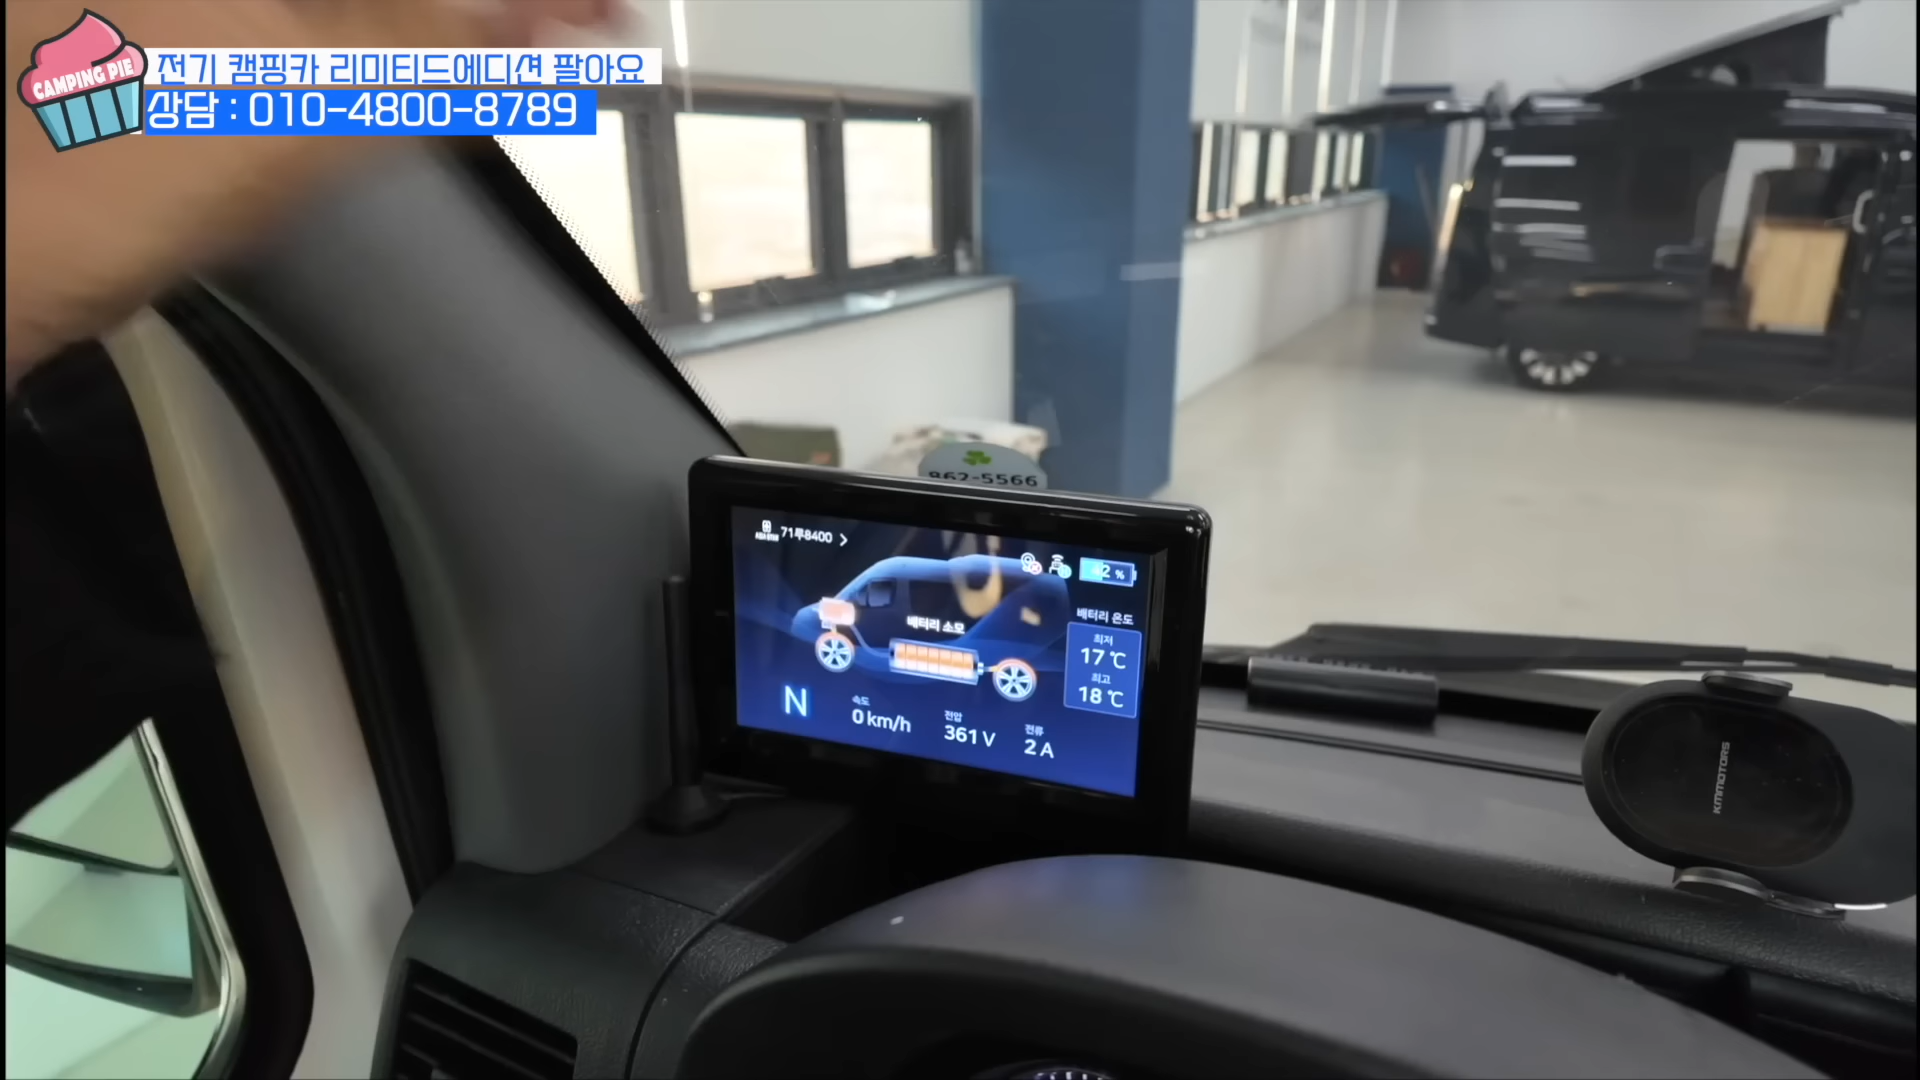 CAMPING PIE
전기 캠핑카 리미티드에디션 팔아요
상담 : 010-4800-8789
862-5566
71루8400 >
42 %
배터리 온도
최저
17 ℃
최고
18 ℃
배터리 소모
N
속도
0 km/h
전압
361 V
전류
2 A
KMMOTORS